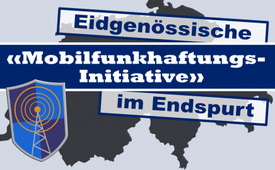 Eidgenössische
«Mobilfunkhaftungs-
Initiative»
im Endspurt